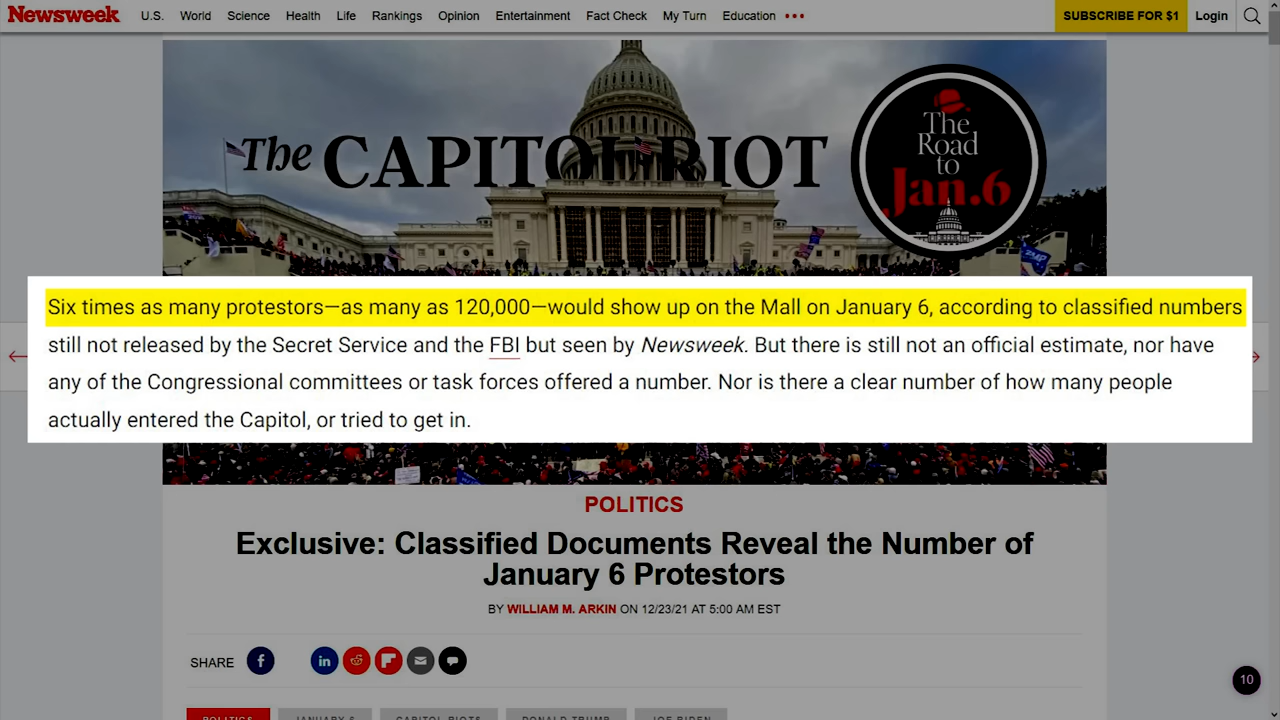 Newsweek U.S. World Science Health Life Rankings Opinion Entertainment Fact Check My Turn Education SUBSCRIBE FOR $1 Login
The CAPITOL RIOT
The
Road
to
Jan.6
Six times as many protestors—as many as 120,000—would show up on the Mall on January 6, according to classified numbers
still not released by the Secret Service and the FBI but seen by Newsweek. But there is still not an official estimate, nor have
any of the Congressional committees or task forces offered a number. Nor is there a clear number of how many people
actually entered the Capitol, or tried to get in.
POLITICS
Exclusive: Classified Documents Reveal the Number of
January 6 Protestors
BY WILLIAM M. ARKIN ON 12/23/21 AT 5:00 AM EST
SHARE
10
POLITICS JANUARY 6 CAPITOL RIOTS DONALD TRUMP JOE BIDEN